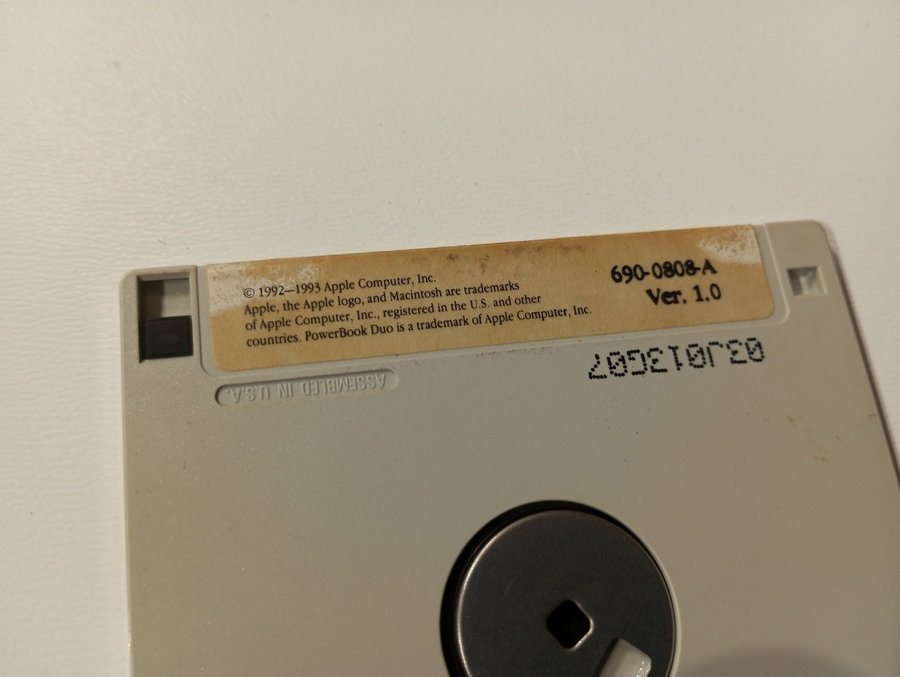 © 1992–1993 Apple Computer, Inc.
Apple, the Apple logo, and Macintosh are trademarks
of Apple Computer, Inc., registered in the U.S. and other
countries. PowerBook Duo is a trademark of Apple Computer, Inc.
690-0808-A
Ver. 1.0
03J013G07
ASSEMBLED IN U.S.A.